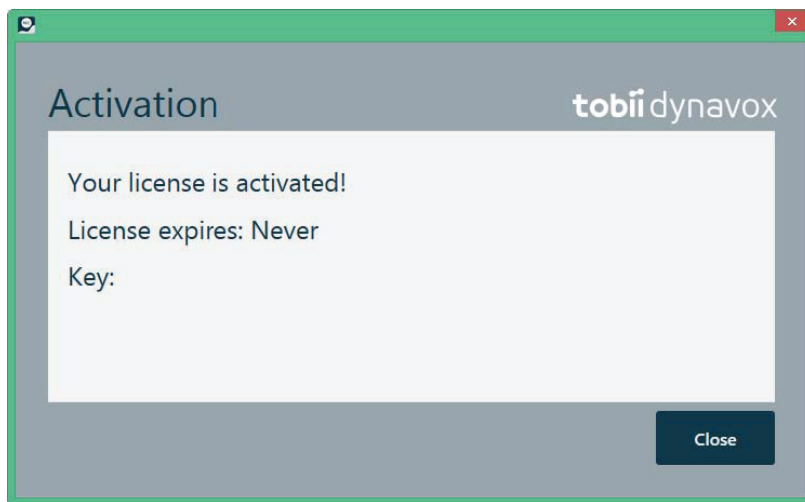 Activation
tobii dynavox
Your license is activated!
License expires: Never
Key:
Close